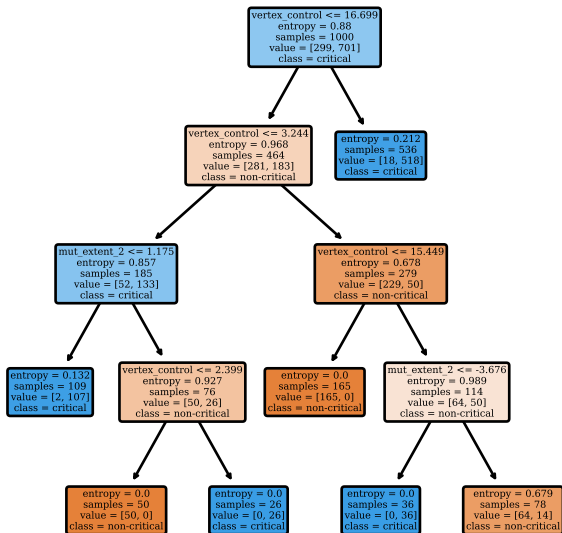 vertex_control <= 16.699
entropy = 0.88
samples = 1000
value = [299, 701]
class = critical
vertex_control <= 3.244
entropy = 0.968
samples = 464
value = [281, 183]
class = non-critical
entropy = 0.212
samples = 536
value = [18, 518]
class = critical
mut_extent_2 <= 1.175
entropy = 0.857
samples = 185
value = [52, 133]
class = critical
vertex_control <= 15.449
entropy = 0.678
samples = 279
value = [229, 50]
class = non-critical
entropy = 0.132
samples = 109
value = [2, 107]
class = critical
vertex_control <= 2.399
entropy = 0.927
samples = 76
value = [50, 26]
class = non-critical
entropy = 0.0
samples = 165
value = [165, 0]
class = non-critical
mut_extent_2 <= -3.676
entropy = 0.989
samples = 114
value = [64, 50]
class = non-critical
entropy = 0.0
samples = 50
value = [50, 0]
class = non-critical
entropy = 0.0
samples = 26
value = [0, 26]
class = critical
entropy = 0.0
samples = 36
value = [0, 36]
class = critical
entropy = 0.679
samples = 78
value = [64, 14]
class = non-critical